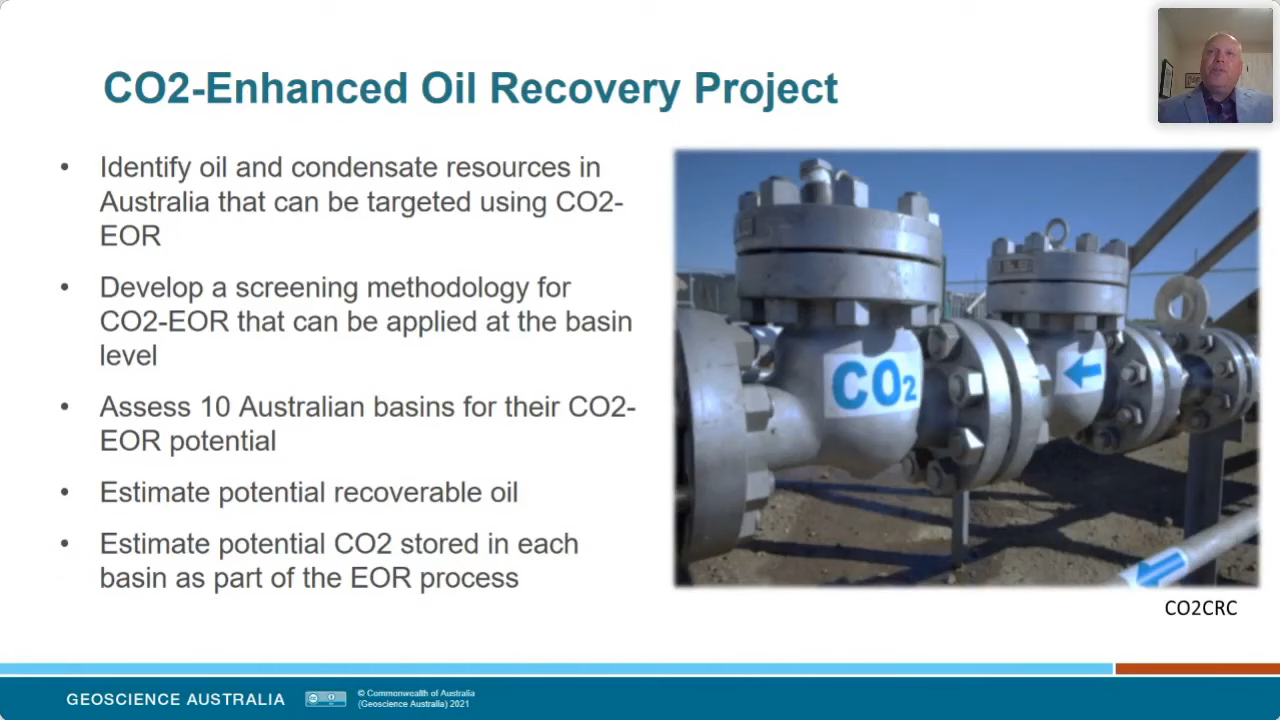 CO2-Enhanced Oil Recovery Project
• Identify oil and condensate resources in
Australia that can be targeted using CO2-
EOR
• Develop a screening methodology for
CO2-EOR that can be applied at the basin
level
• Assess 10 Australian basins for their CO2-
EOR potential
• Estimate potential recoverable oil
• Estimate potential CO2 stored in each
basin as part of the EOR process
CO₂
CO2CRC
GEOSCIENCE AUSTRALIA
© Commonwealth of Australia
(Geoscience Australia) 2021